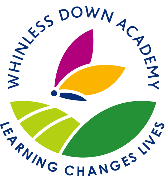 WHINLESS DOWN ACADEMY
LEARNING CHANGES LIVES